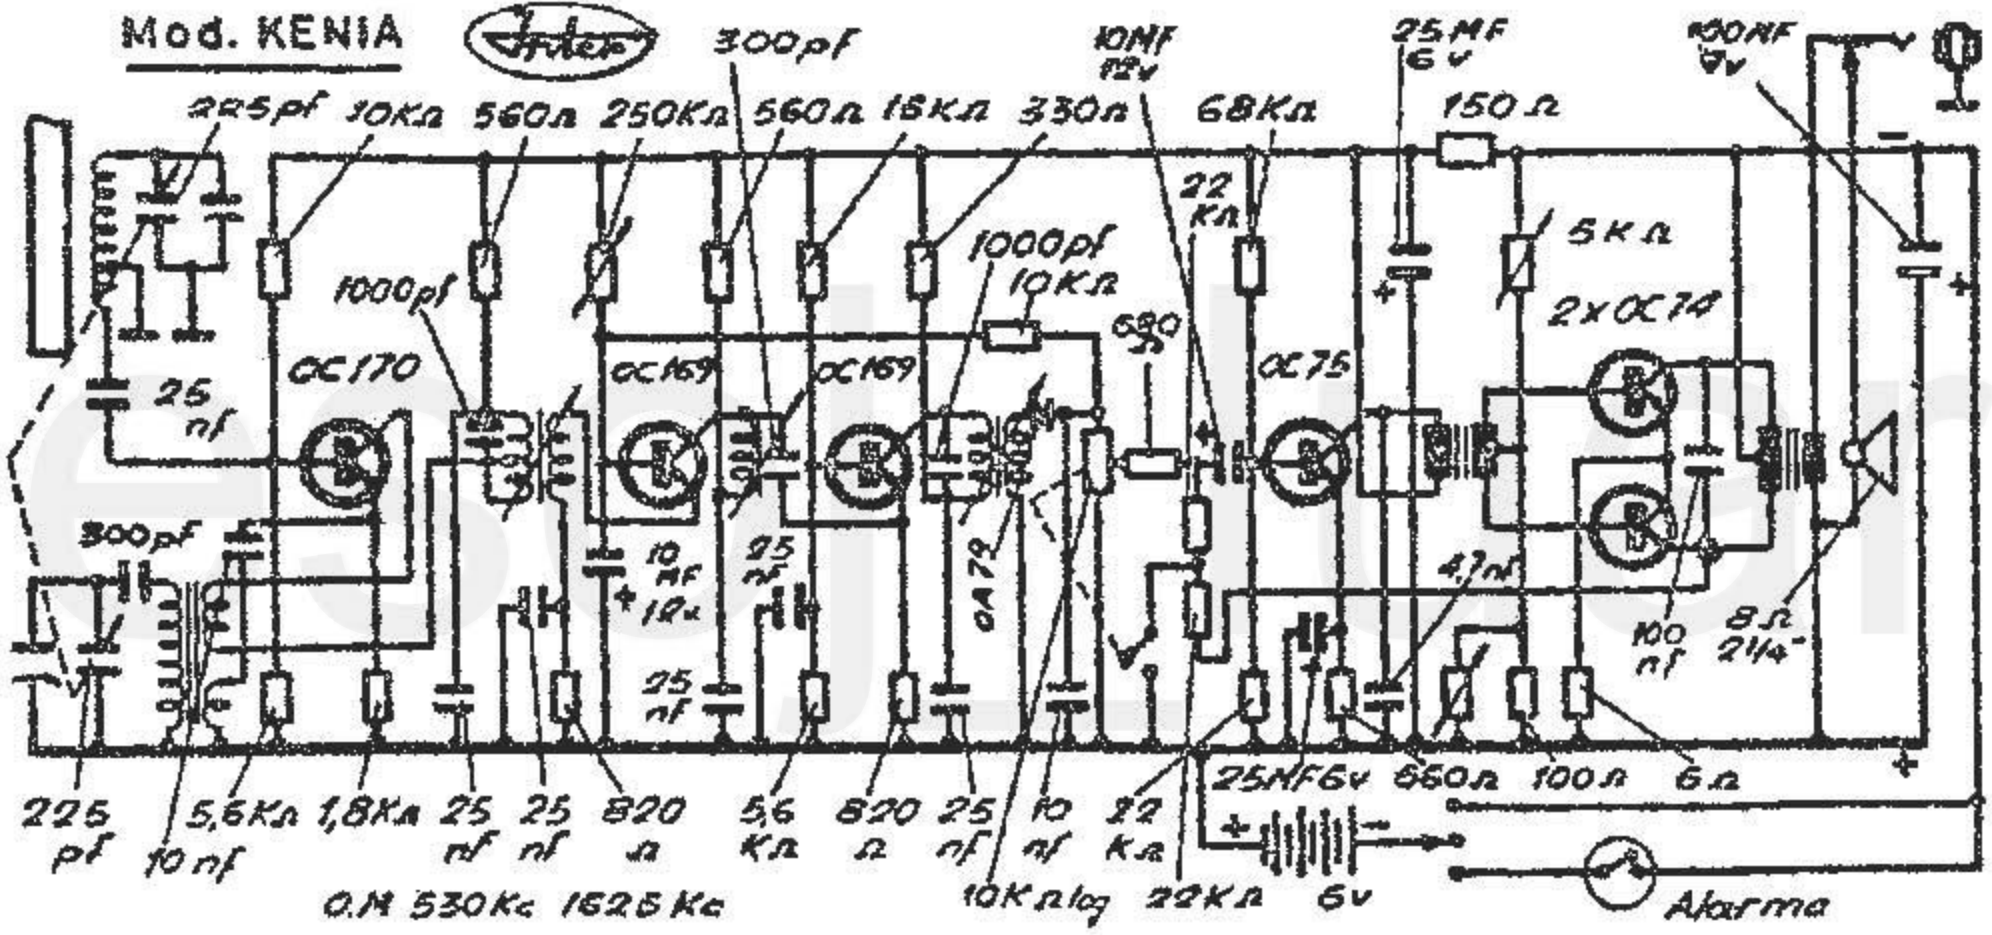 Mod. KENIA
Inter
300pf
10MF
12v
25MF
6v
100MF
9v
225pf
10KΩ
560Ω
250KΩ
560Ω
15KΩ
330Ω
68KΩ
150Ω
22
KΩ
5KΩ
1000pf
1000pf
10KΩ
2xOC74
680
Ω
OC170
OC169
OC169
OC75
25
nf
300pf
10
MF
12v
25
nf
OA79
4,7nf
100
nf
8Ω
2 1/4"
25
nf
225
pf
10nf
5,6KΩ
1,8KΩ
25
nf
25
nf
820
Ω
5,6
KΩ
820
Ω
25
nf
10
nf
22
KΩ
25MF6v
560Ω
100Ω
6Ω
10KΩlog
22KΩ
6v
Alarma
O.M 530Kc 1625Kc